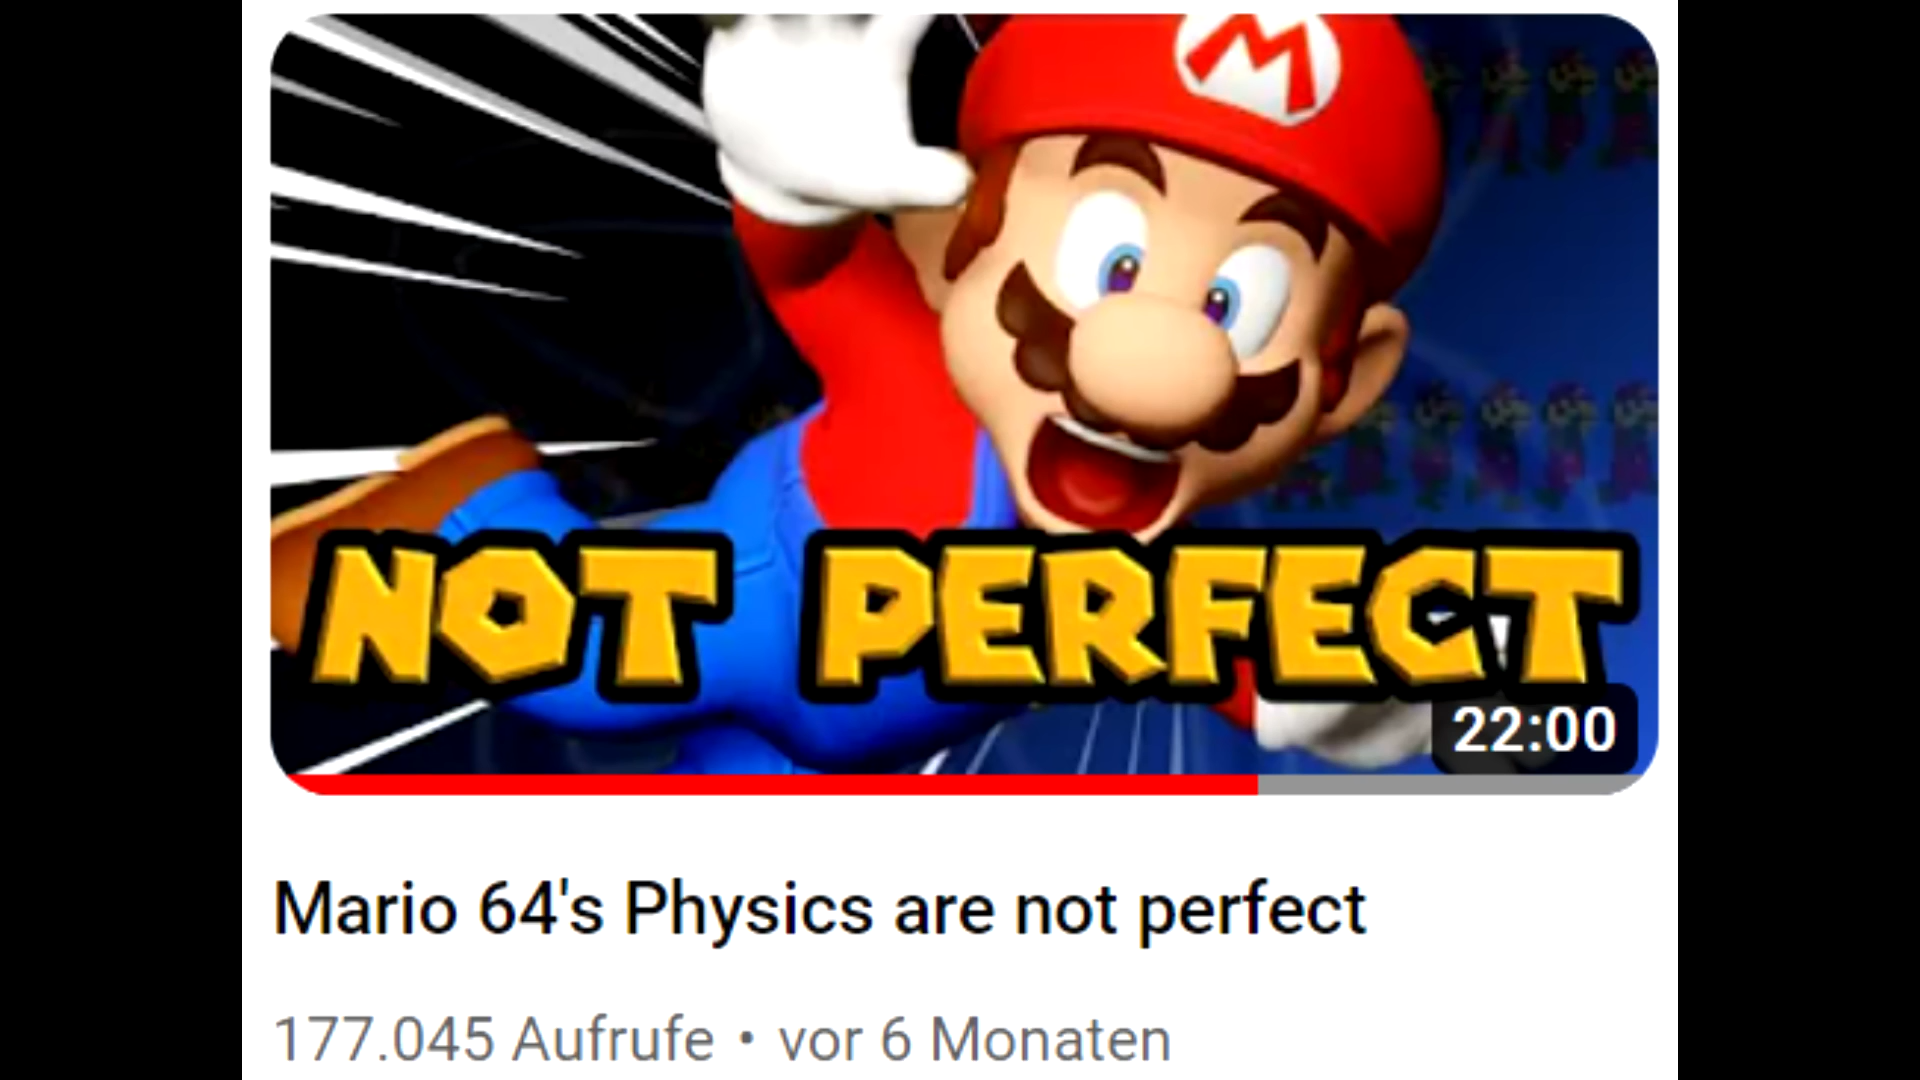 M
NOT PERFECT
22:00
Mario 64's Physics are not perfect
177.045 Aufrufe • vor 6 Monaten